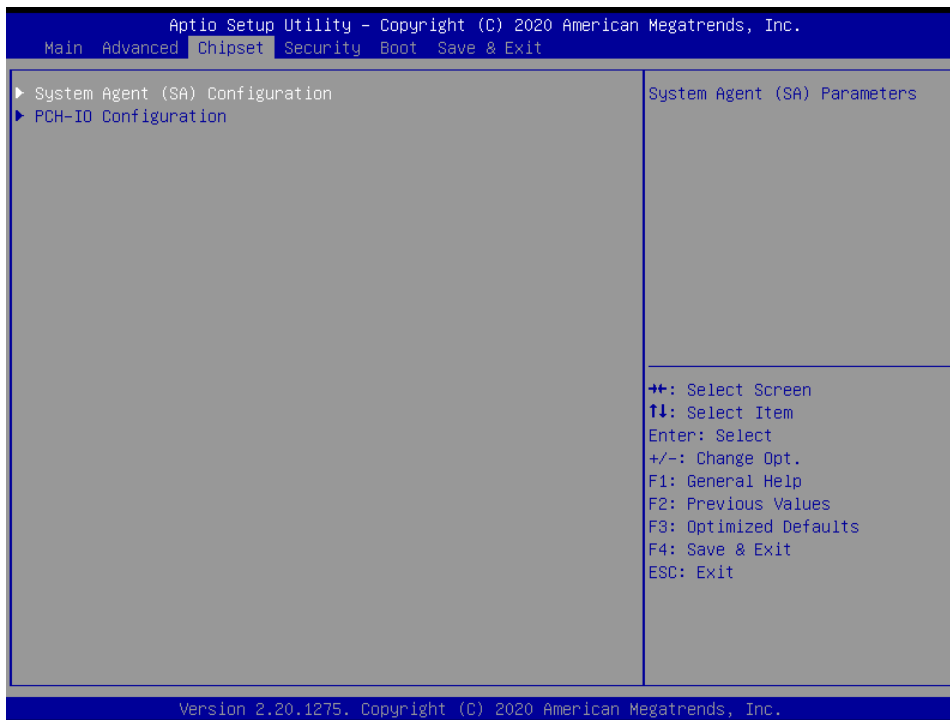 Aptio Setup Utility – Copyright (C) 2020 American Megatrends, Inc.
Main Advanced Chipset Security Boot Save & Exit
▶ System Agent (SA) Configuration
▶ PCH-IO Configuration
System Agent (SA) Parameters
→←: Select Screen
↑↓: Select Item
Enter: Select
+/-: Change Opt.
F1: General Help
F2: Previous Values
F3: Optimized Defaults
F4: Save & Exit
ESC: Exit
Version 2.20.1275. Copyright (C) 2020 American Megatrends, Inc.